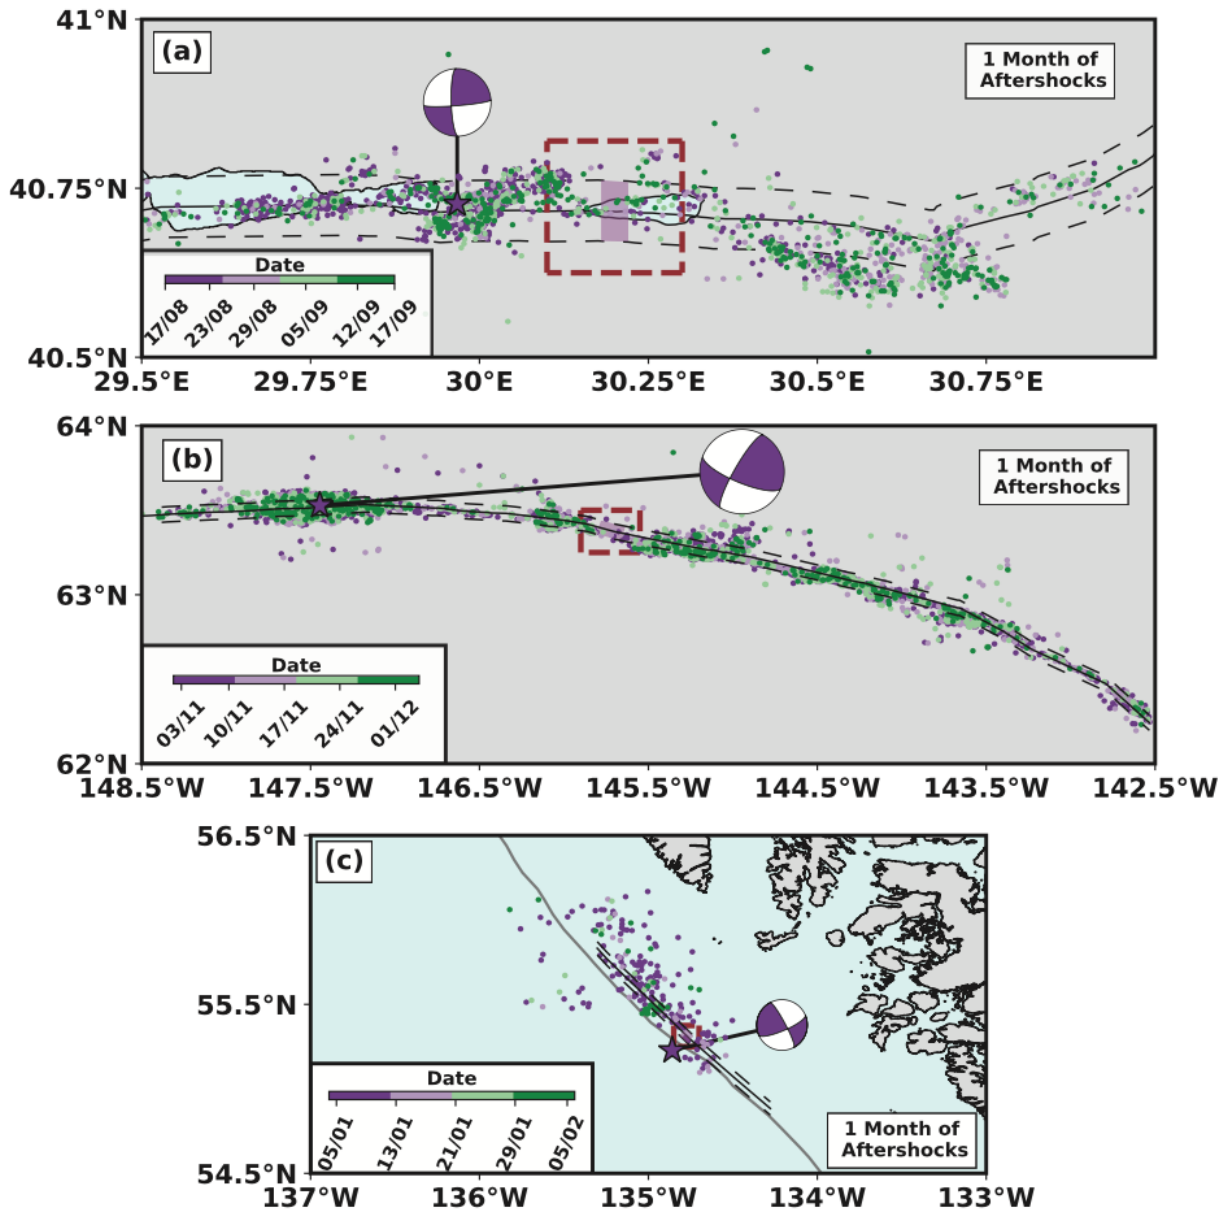 41°N
(a)
1 Month of
Aftershocks
40.75°N
Date
17/08
23/08
29/08
05/09
12/09
17/09
40.5°N
29.5°E
29.75°E
30°E
30.25°E
30.5°E
30.75°E
64°N
(b)
1 Month of
Aftershocks
63°N
Date
03/11
10/11
17/11
24/11
01/12
62°N
148.5°W
147.5°W
146.5°W
145.5°W
144.5°W
143.5°W
142.5°W
56.5°N
(c)
55.5°N
Date
05/01
13/01
21/01
29/01
05/02
1 Month of
Aftershocks
54.5°N
137°W
136°W
135°W
134°W
133°W